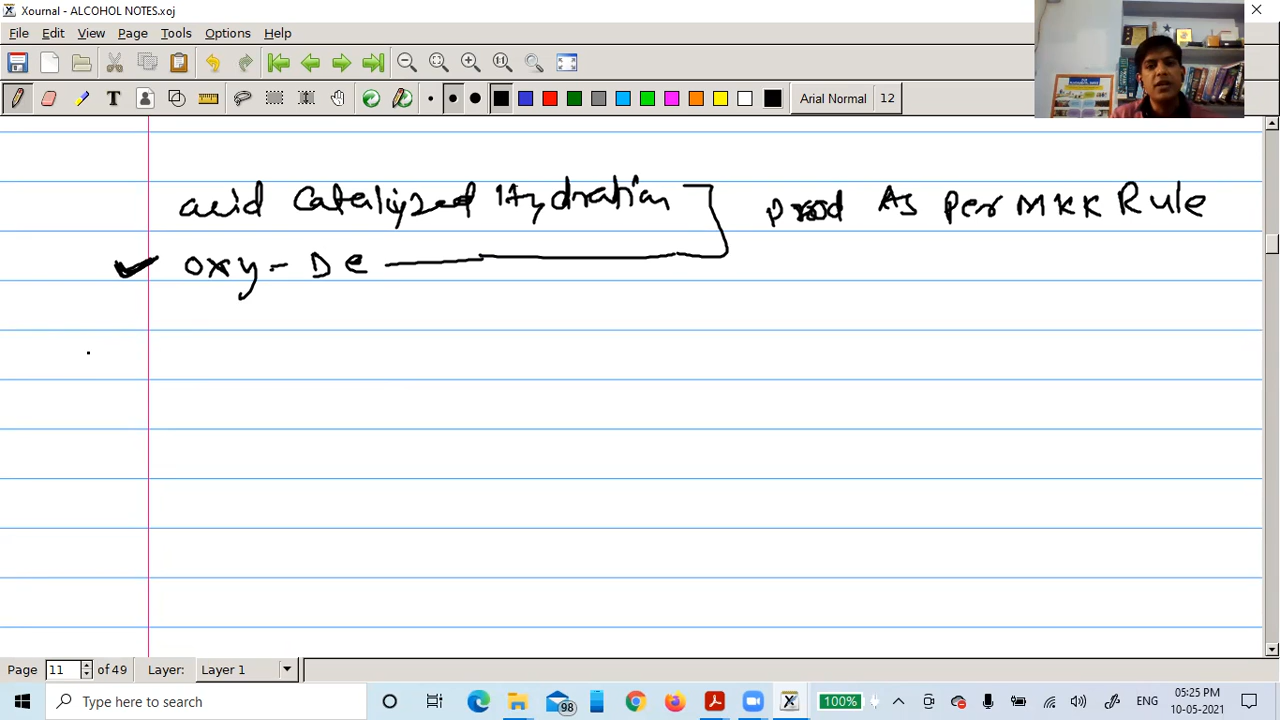 Xournal - ALCOHOL NOTES.xoj
File Edit View Page Tools Options Help
Arial Normal 12
acid Catalyzed Hydration prod As Per MKK Rule
oxy - De
Page 11 of 49 Layer: Layer 1
Type here to search
98
100%
ENG
05:25 PM
10-05-2021